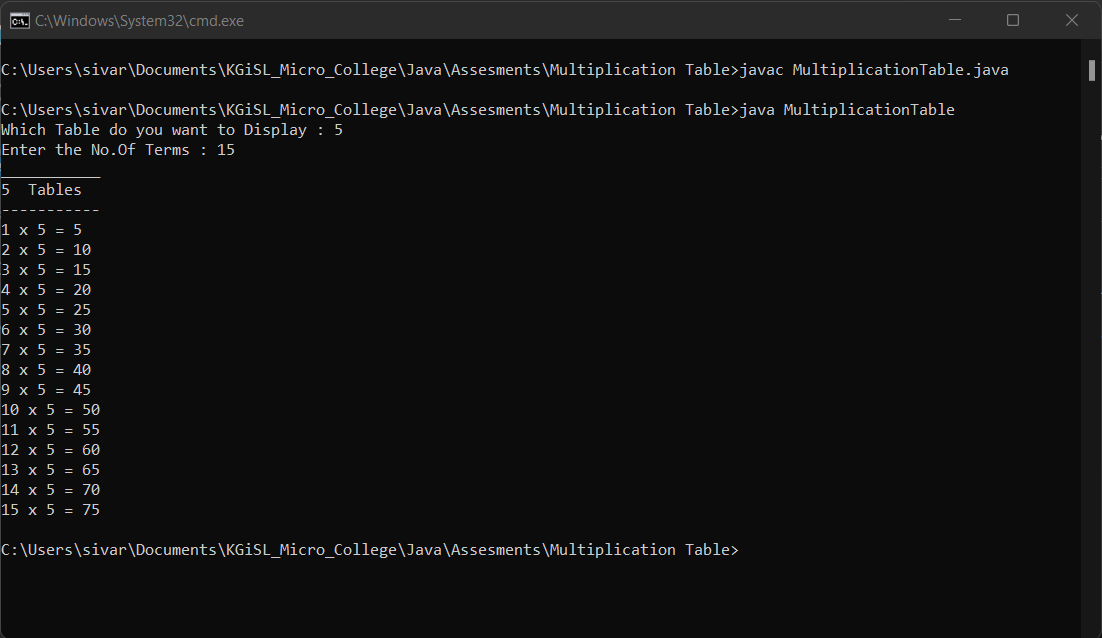 C:\Windows\System32\cmd.exe
C:\Users\sivar\Documents\KGiSL_Micro_College\Java\Assesments\Multiplication Table>javac MultiplicationTable.java
C:\Users\sivar\Documents\KGiSL_Micro_College\Java\Assesments\Multiplication Table>java MultiplicationTable
Which Table do you want to Display : 5
Enter the No.Of Terms : 15
___________
5  Tables
-----------
1 x 5 = 5
2 x 5 = 10
3 x 5 = 15
4 x 5 = 20
5 x 5 = 25
6 x 5 = 30
7 x 5 = 35
8 x 5 = 40
9 x 5 = 45
10 x 5 = 50
11 x 5 = 55
12 x 5 = 60
13 x 5 = 65
14 x 5 = 70
15 x 5 = 75
C:\Users\sivar\Documents\KGiSL_Micro_College\Java\Assesments\Multiplication Table>